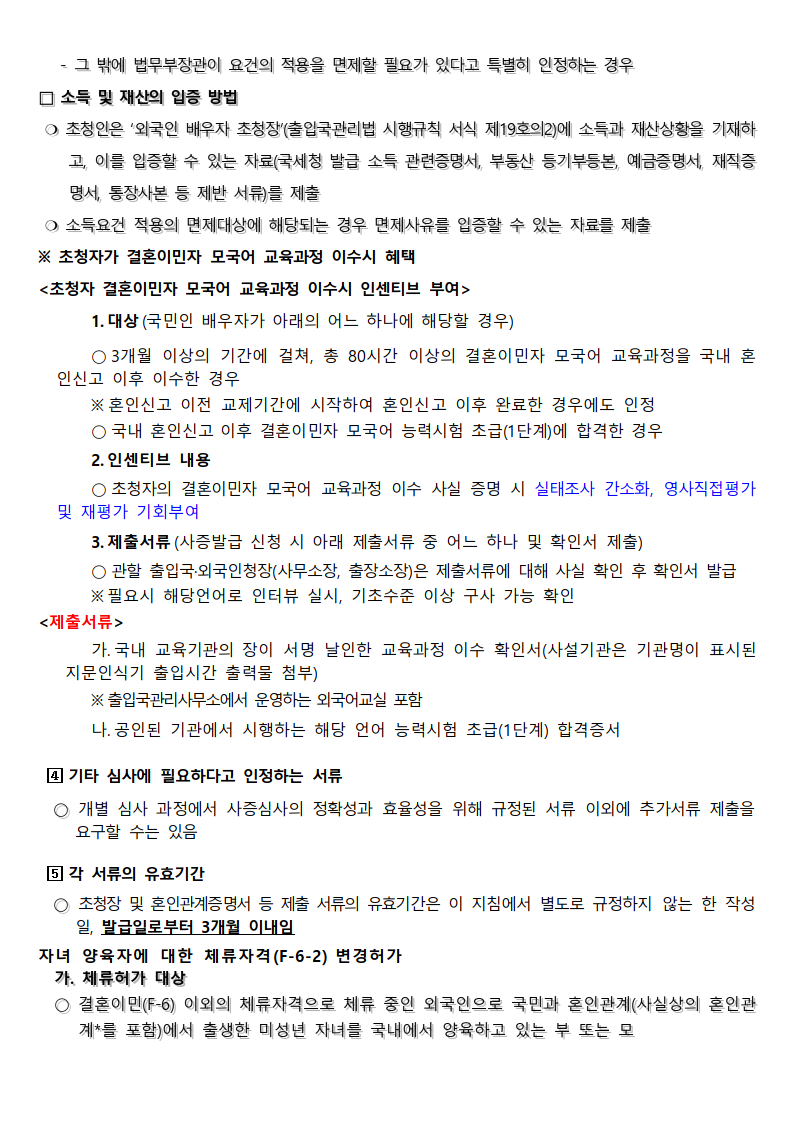 - 그 밖에 법무부장관이 요건의 적용을 면제할 필요가 있다고 특별히 인정하는 경우
□ 소득 및 재산의 입증 방법
❍ 초청인은 ‘외국인 배우자 초청장’(출입국관리법 시행규칙 서식 제19호의2)에 소득과 재산상황을 기재하
고, 이를 입증할 수 있는 자료(국세청 발급 소득 관련증명서, 부동산 등기부등본, 예금증명서, 재직증
명서, 통장사본 등 제반 서류)를 제출
❍ 소득요건 적용의 면제대상에 해당되는 경우 면제사유를 입증할 수 있는 자료를 제출
※ 초청자가 결혼이민자 모국어 교육과정 이수시 혜택
<초청자 결혼이민자 모국어 교육과정 이수시 인센티브 부여>
1. 대상 (국민인 배우자가 아래의 어느 하나에 해당할 경우)
○ 3개월 이상의 기간에 걸쳐, 총 80시간 이상의 결혼이민자 모국어 교육과정을 국내 혼
인신고 이후 이수한 경우
※ 혼인신고 이전 교제기간에 시작하여 혼인신고 이후 완료한 경우에도 인정
○ 국내 혼인신고 이후 결혼이민자 모국어 능력시험 초급(1단계)에 합격한 경우
2. 인센티브 내용
○ 초청자의 결혼이민자 모국어 교육과정 이수 사실 증명 시 실태조사 간소화, 영사직접평가
및 재평가 기회부여
3. 제출서류 (사증발급 신청 시 아래 제출서류 중 어느 하나 및 확인서 제출)
○ 관할 출입국·외국인청장(사무소장, 출장소장)은 제출서류에 대해 사실 확인 후 확인서 발급
※ 필요시 해당언어로 인터뷰 실시, 기초수준 이상 구사 가능 확인
<제출서류>
가. 국내 교육기관의 장이 서명 날인한 교육과정 이수 확인서(사설기관은 기관명이 표시된
지문인식기 출입시간 출력물 첨부)
※ 출입국관리사무소에서 운영하는 외국어교실 포함
나. 공인된 기관에서 시행하는 해당 언어 능력시험 초급(1단계) 합격증서
4 기타 심사에 필요하다고 인정하는 서류
○ 개별 심사 과정에서 사증심사의 정확성과 효율성을 위해 규정된 서류 이외에 추가서류 제출을
요구할 수는 있음
5 각 서류의 유효기간
○ 초청장 및 혼인관계증명서 등 제출 서류의 유효기간은 이 지침에서 별도로 규정하지 않는 한 작성
일, 발급일로부터 3개월 이내임
자녀 양육자에 대한 체류자격(F-6-2) 변경허가
가. 체류허가 대상
○ 결혼이민(F-6) 이외의 체류자격으로 체류 중인 외국인으로 국민과 혼인관계(사실상의 혼인관
계*를 포함)에서 출생한 미성년 자녀를 국내에서 양육하고 있는 부 또는 모